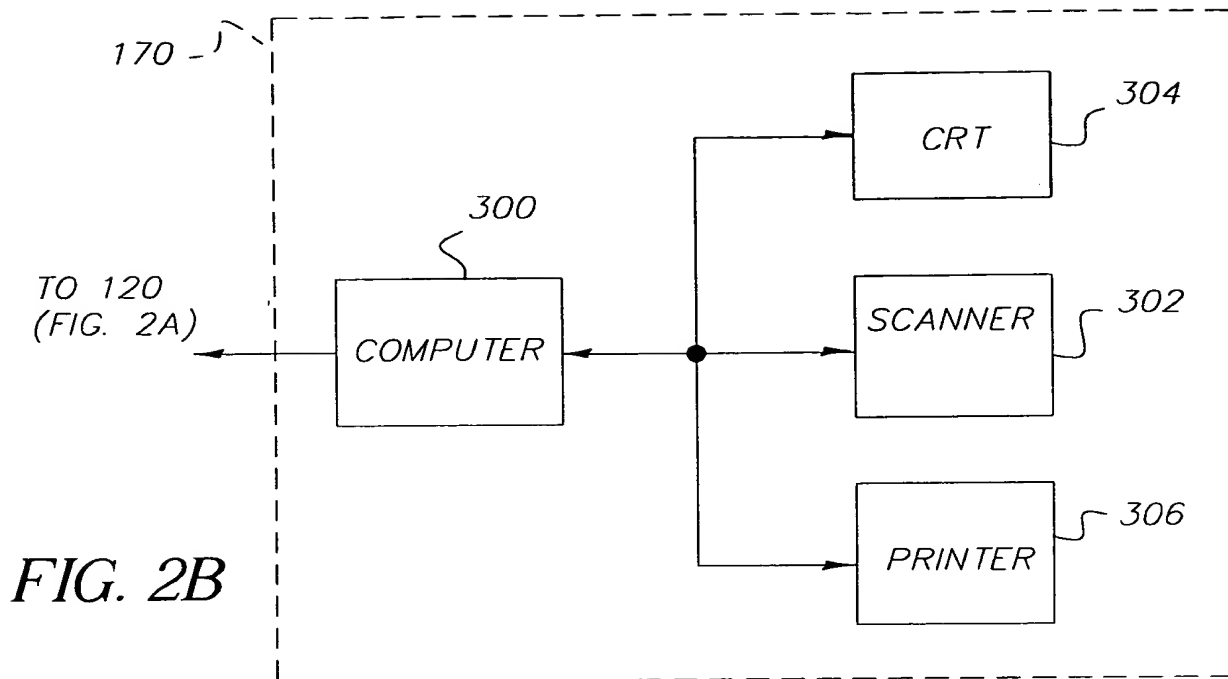 170
CRT
304
300
TO 120
(FIG. 2A)
COMPUTER
SCANNER
302
PRINTER
306
FIG. 2B